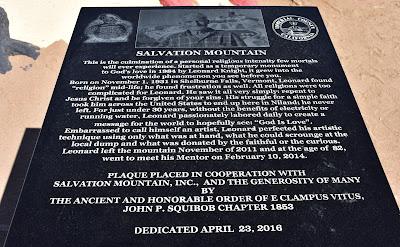 SALVATION MOUNTAIN
This is the culmination of a personal religious intensity few mortals
will ever experience. Started as a temporary monument
to God's love in 1984 by Leonard Knight, it grew into the
worldwide phenomenon you see before you.
Born on November 1, 1931 in Shelburne Falls, Vermont, Leonard found
"religion" mid-life; he found frustration as well. All religions were too
complicated for Leonard. He saw it all very simply: repent to
Jesus Christ and be forgiven of your sins. His struggle for a simple faith
took him across the United States to end up here in Niland; he never
left. For just under 30 years, without the benefits of electricity or
running water, Leonard passionately labored daily to create a
message for the world to hopefully see: "God Is Love".
Embarrassed to call himself an artist, Leonard perfected his artistic
technique using only what was at hand, what he could scrounge at the
local dump and what was donated by the faithful or the curious.
Leonard left the mountain November of 2011 and at the age of 82,
went to meet his Mentor on February 10, 2014.
PLAQUE PLACED IN COOPERATION WITH
SALVATION MOUNTAIN, INC., AND THE GENEROSITY OF MANY
BY
THE ANCIENT AND HONORABLE ORDER OF E CLAMPUS VITUS,
JOHN P. SQUIBOB CHAPTER 1853
DEDICATED APRIL 23, 2016